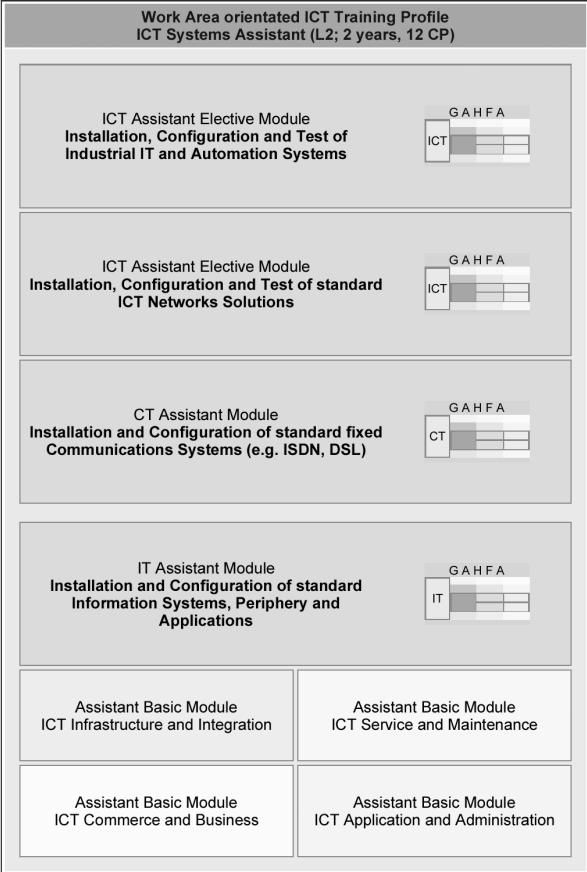 Work Area orientated ICT Training Profile
ICT Systems Assistant (L2; 2 years, 12 CP)
ICT Assistant Elective Module
Installation, Configuration and Test of
Industrial IT and Automation Systems
G A H F A
ICT
ICT Assistant Elective Module
Installation, Configuration and Test of standard
ICT Networks Solutions
G A H F A
ICT
CT Assistant Module
Installation and Configuration of standard fixed
Communications Systems (e.g. ISDN, DSL)
G A H F A
CT
IT Assistant Module
Installation and Configuration of standard
Information Systems, Periphery and
Applications
G A H F A
IT
Assistant Basic Module
ICT Infrastructure and Integration
Assistant Basic Module
ICT Service and Maintenance
Assistant Basic Module
ICT Commerce and Business
Assistant Basic Module
ICT Application and Administration